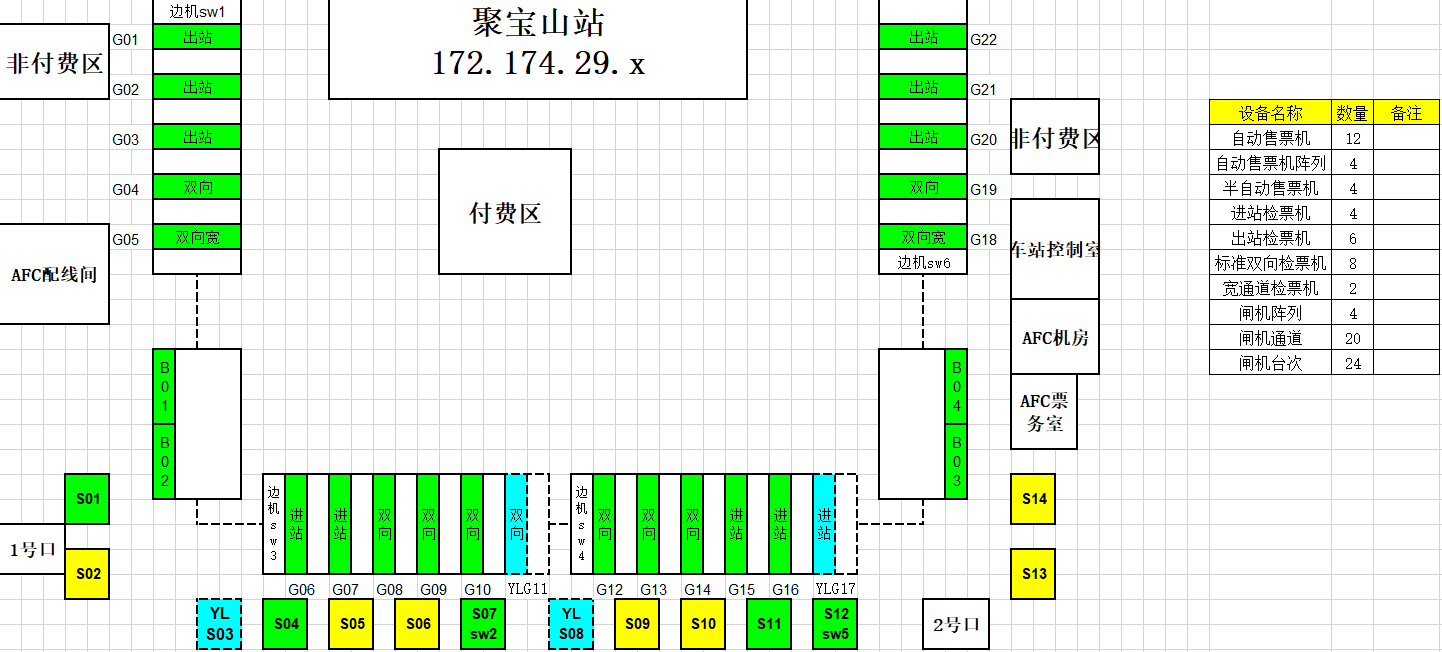 边机sw1
聚宝山站
172.174.29.x
非付费区
G01
出站
G02
出站
G03
出站
G04
双向
G05
双向宽
AFC配线间
付费区
出站
G22
出站
G21
出站
G20
双向
G19
双向宽
G18
边机sw6
非付费区
车站控制室
AFC机房
AFC票
务室
设备名称 数量 备注
自动售票机 12
自动售票机阵列 4
半自动售票机 4
进站检票机 4
出站检票机 6
标准双向检票机 8
宽通道检票机 2
闸机阵列 4
闸机通道 20
闸机台次 24
B01
B02
B04
B03
S01
1号口
S02
边机sw3
进站
进站
双向
双向
双向
双向
G06 G07 G08 G09 G10 YLG11
边机sw4
双向
双向
双向
进站
进站
进站
G12 G13 G14 G15 G16 YLG17
S14
S13
YL
S03
S04
S05
S06
S07
sw2
YL
S08
S09
S10
S11
S12
sw5
2号口